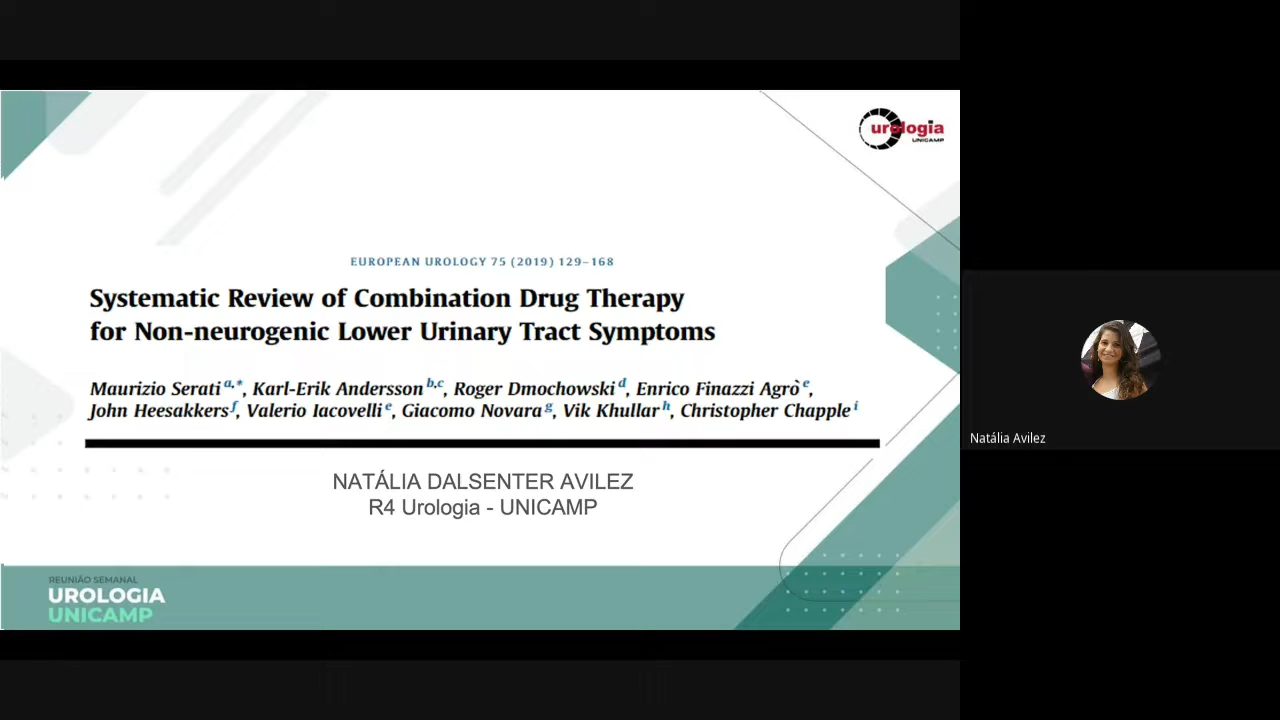 urologia
UNICAMP
EUROPEAN UROLOGY 75 (2019) 129–168
Systematic Review of Combination Drug Therapy
for Non-neurogenic Lower Urinary Tract Symptoms
Maurizio Serati a,*, Karl-Erik Andersson b,c, Roger Dmochowski d, Enrico Finazzi Agrò e,
John Heesakkers f, Valerio Iacovelli e, Giacomo Novara g, Vik Khullar h, Christopher Chapple i
NATÁLIA DALSENTER AVILEZ
R4 Urologia - UNICAMP
REUNIÃO SEMANAL
UROLOGIA
UNICAMP
Natália Avilez